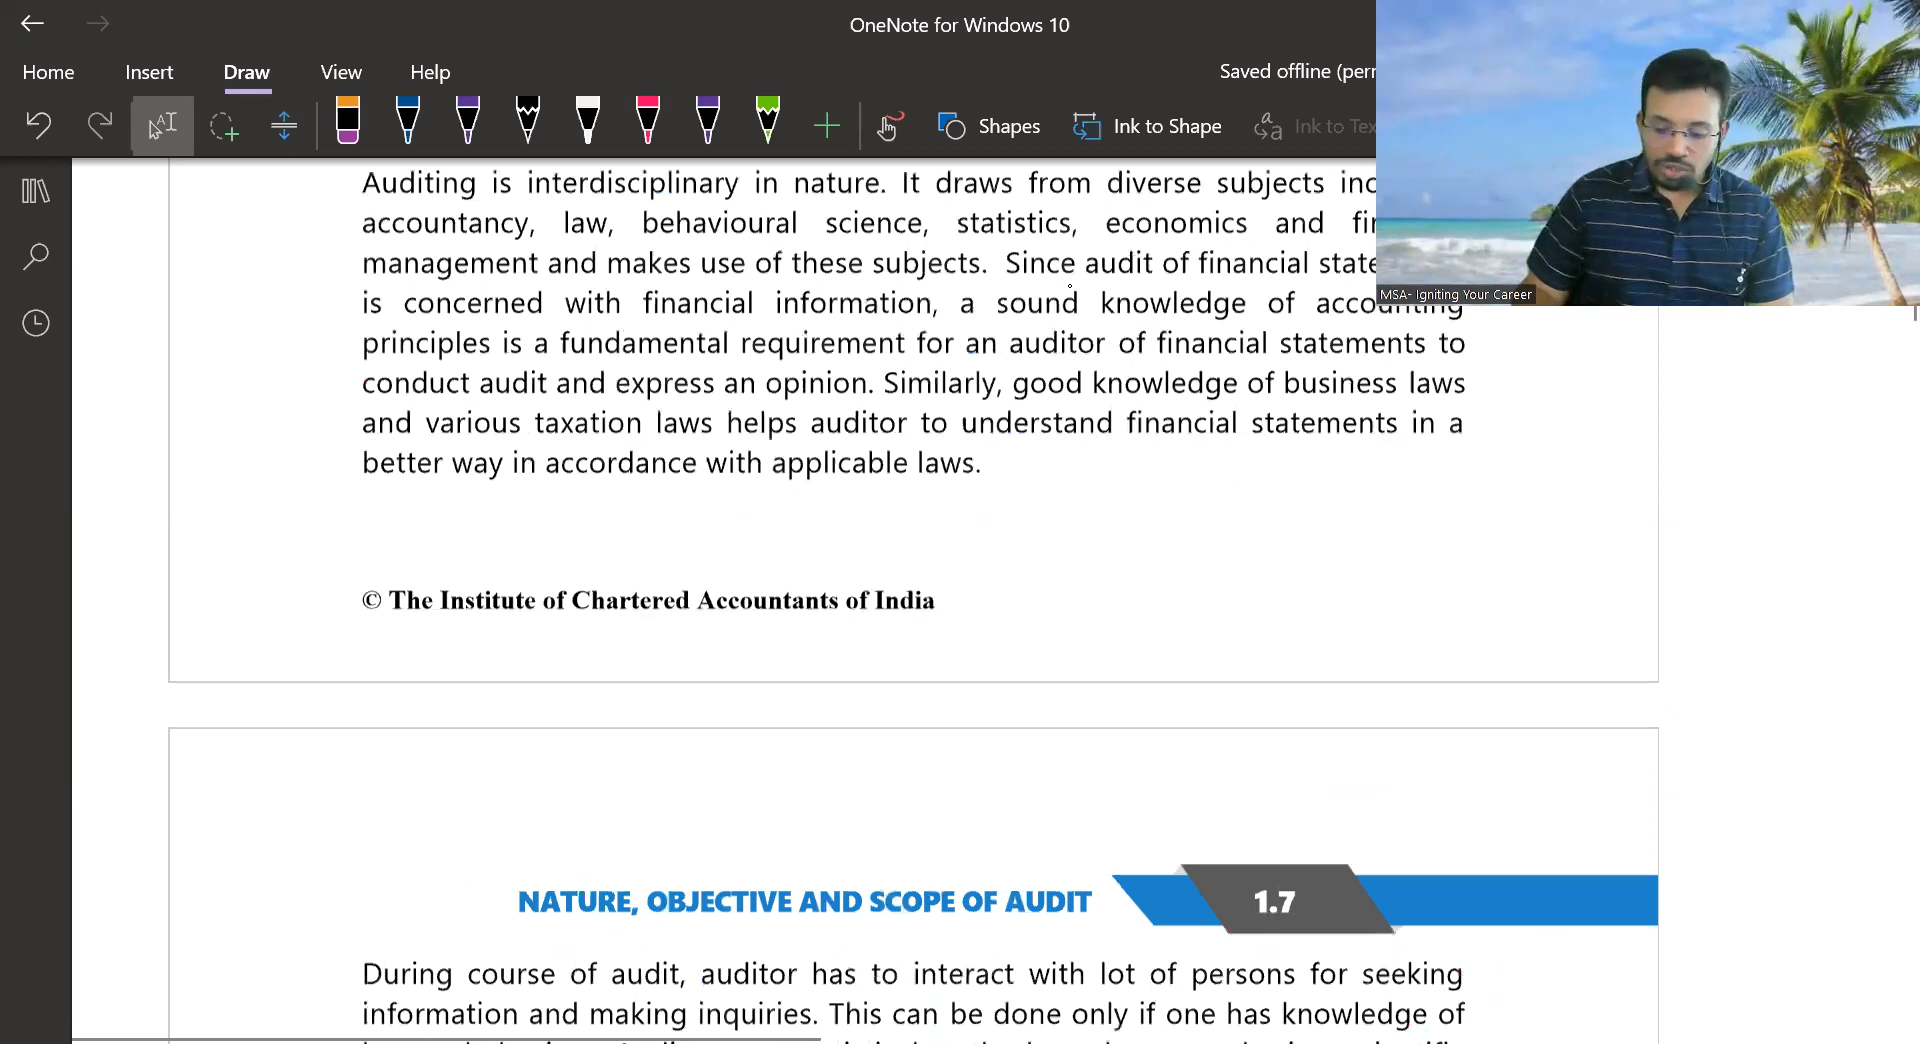 OneNote for Windows 10
Home Insert Draw View Help
Saved offline
Shapes Ink to Shape Ink to
MSA- Igniting Your Career
Auditing is interdisciplinary in nature. It draws from diverse subjects
accountancy, law, behavioural science, statistics, economics and
management and makes use of these subjects. Since audit of financial
is concerned with financial information, a sound knowledge of accounting
principles is a fundamental requirement for an auditor of financial statements to
conduct audit and express an opinion. Similarly, good knowledge of business laws
and various taxation laws helps auditor to understand financial statements in a
better way in accordance with applicable laws.
© The Institute of Chartered Accountants of India
NATURE, OBJECTIVE AND SCOPE OF AUDIT 1.7
During course of audit, auditor has to interact with lot of persons for seeking
information and making inquiries. This can be done only if one has knowledge of